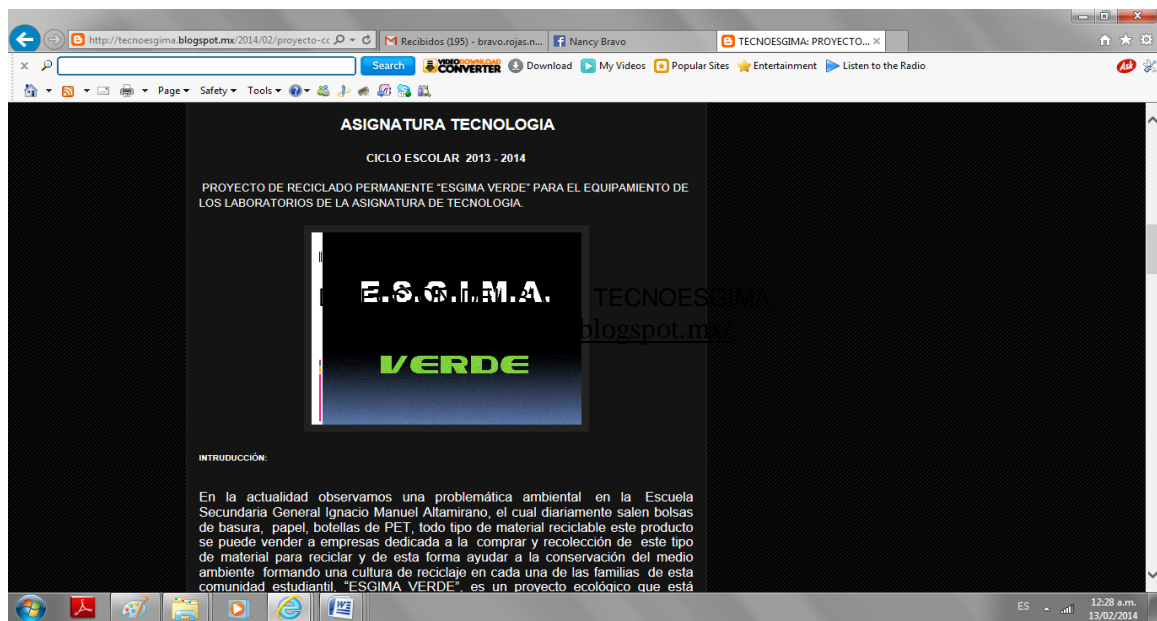 http://tecnoesgima.blogspot.mx/2014/02/proyecto-cc
Recibidos (195) - bravo.rojas.n...
Nancy Bravo
TECNOESGIMA: PROYECTO...
Search
VIDEO DOWNLOAD CONVERTER
Download
My Videos
Popular Sites
Entertainment
Listen to the Radio
Ask
Page
Safety
Tools
ASIGNATURA TECNOLOGIA
CICLO ESCOLAR 2013 - 2014
PROYECTO DE RECICLADO PERMANENTE “ESGIMA VERDE” PARA EL EQUIPAMIENTO DE
LOS LABORATORIOS DE LA ASIGNATURA DE TECNOLOGIA.
E.S.G.I.M.A.
TECNOESGIMA
blogspot.mx/
VERDE
INTRUDUCCIÓN:
En la actualidad observamos una problemática ambiental en la Escuela
Secundaria General Ignacio Manuel Altamirano, el cual diariamente salen bolsas
de basura, papel, botellas de PET, todo tipo de material reciclable este producto
se puede vender a empresas dedicada a la comprar y recolección de este tipo
de material para reciclar y de esta forma ayudar a la conservación del medio
ambiente formando una cultura de reciclaje en cada una de las familias de esta
comunidad estudiantil. “ESGIMA VERDE”, es un proyecto ecológico que está
ES
12:28 a.m.
13/02/2014